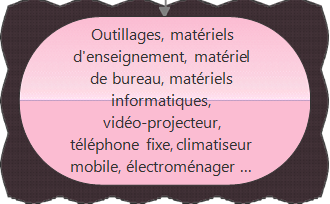 Outillages, matériels
d'enseignement, matériel
de bureau, matériels
informatiques,
vidéo-projecteur,
téléphone fixe, climatiseur
mobile, électroménager ...